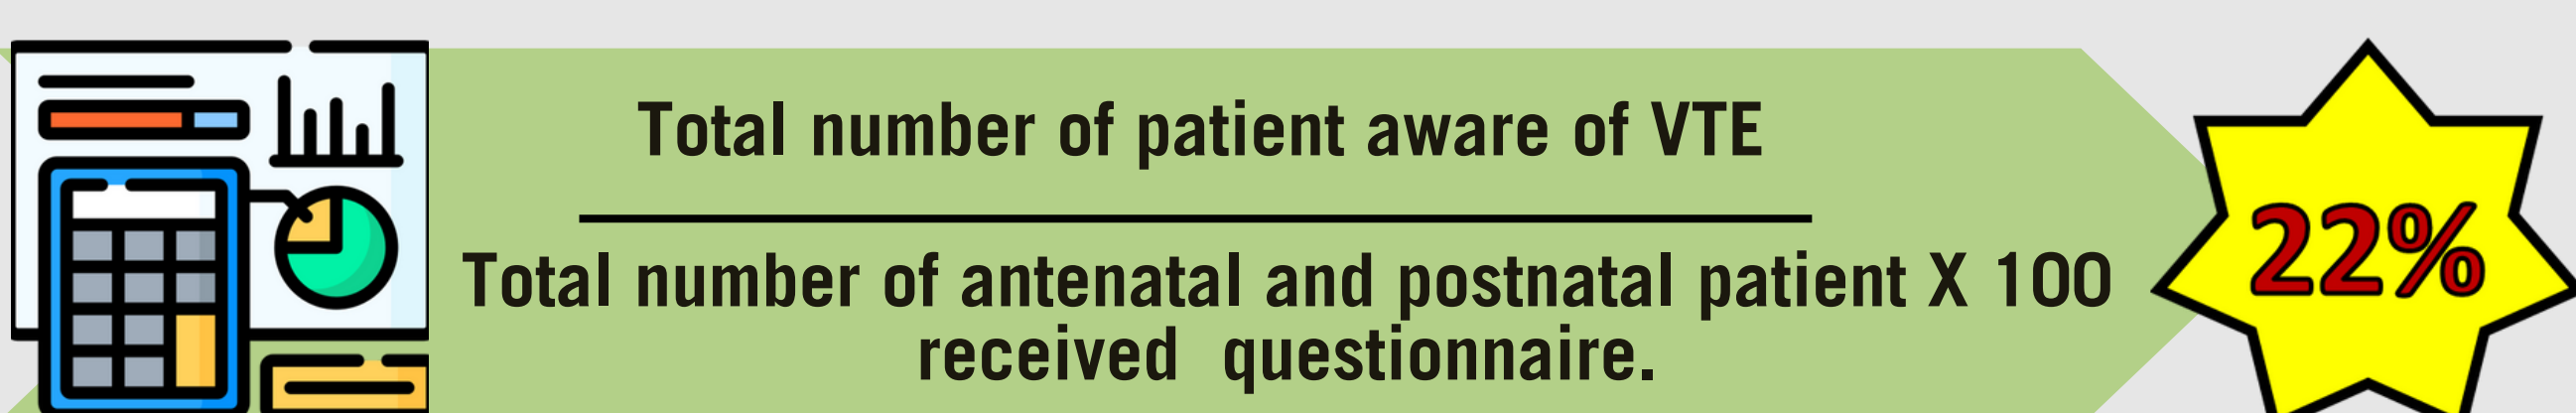 Total number of patient aware of VTE
Total number of antenatal and postnatal patient X 100
received questionnaire.
22%